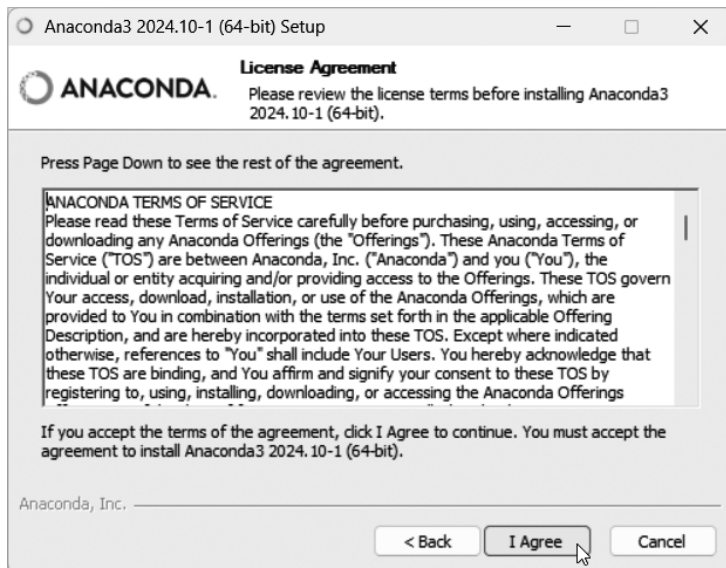 Anaconda3 2024.10-1 (64-bit) Setup
ANACONDA.
License Agreement
Please review the license terms before installing Anaconda3
2024.10-1 (64-bit).
Press Page Down to see the rest of the agreement.
ANACONDA TERMS OF SERVICE
Please read these Terms of Service carefully before purchasing, using, accessing, or
downloading any Anaconda Offerings (the "Offerings"). These Anaconda Terms of
Service ("TOS") are between Anaconda, Inc. ("Anaconda") and you ("You"), the
individual or entity acquiring and/or providing access to the Offerings. These TOS govern
Your access, download, installation, or use of the Anaconda Offerings, which are
provided to You in combination with the terms set forth in the applicable Offering
Description, and are hereby incorporated into these TOS. Except where indicated
otherwise, references to "You" shall include Your Users. You hereby acknowledge that
these TOS are binding, and You affirm and signify your consent to these TOS by
registering to, using, installing, downloading, or accessing the Anaconda Offerings
If you accept the terms of the agreement, click I Agree to continue. You must accept the
agreement to install Anaconda3 2024.10-1 (64-bit).
Anaconda, Inc.
< Back
I Agree
Cancel